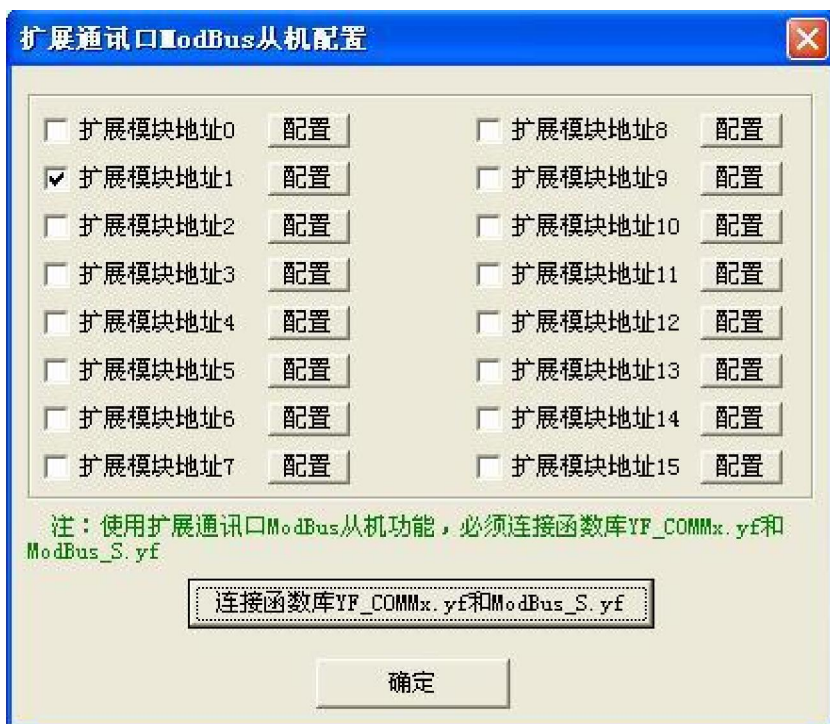 扩展通讯口ModBus从机配置
扩展模块地址0 配置 扩展模块地址8 配置
扩展模块地址1 配置 扩展模块地址9 配置
扩展模块地址2 配置 扩展模块地址10 配置
扩展模块地址3 配置 扩展模块地址11 配置
扩展模块地址4 配置 扩展模块地址12 配置
扩展模块地址5 配置 扩展模块地址13 配置
扩展模块地址6 配置 扩展模块地址14 配置
扩展模块地址7 配置 扩展模块地址15 配置
注：使用扩展通讯口ModBus从机功能，必须连接函数库YF_COMMx.yf和
ModBus_S.yf
连接函数库YF_COMMx.yf和ModBus_S.yf
确定